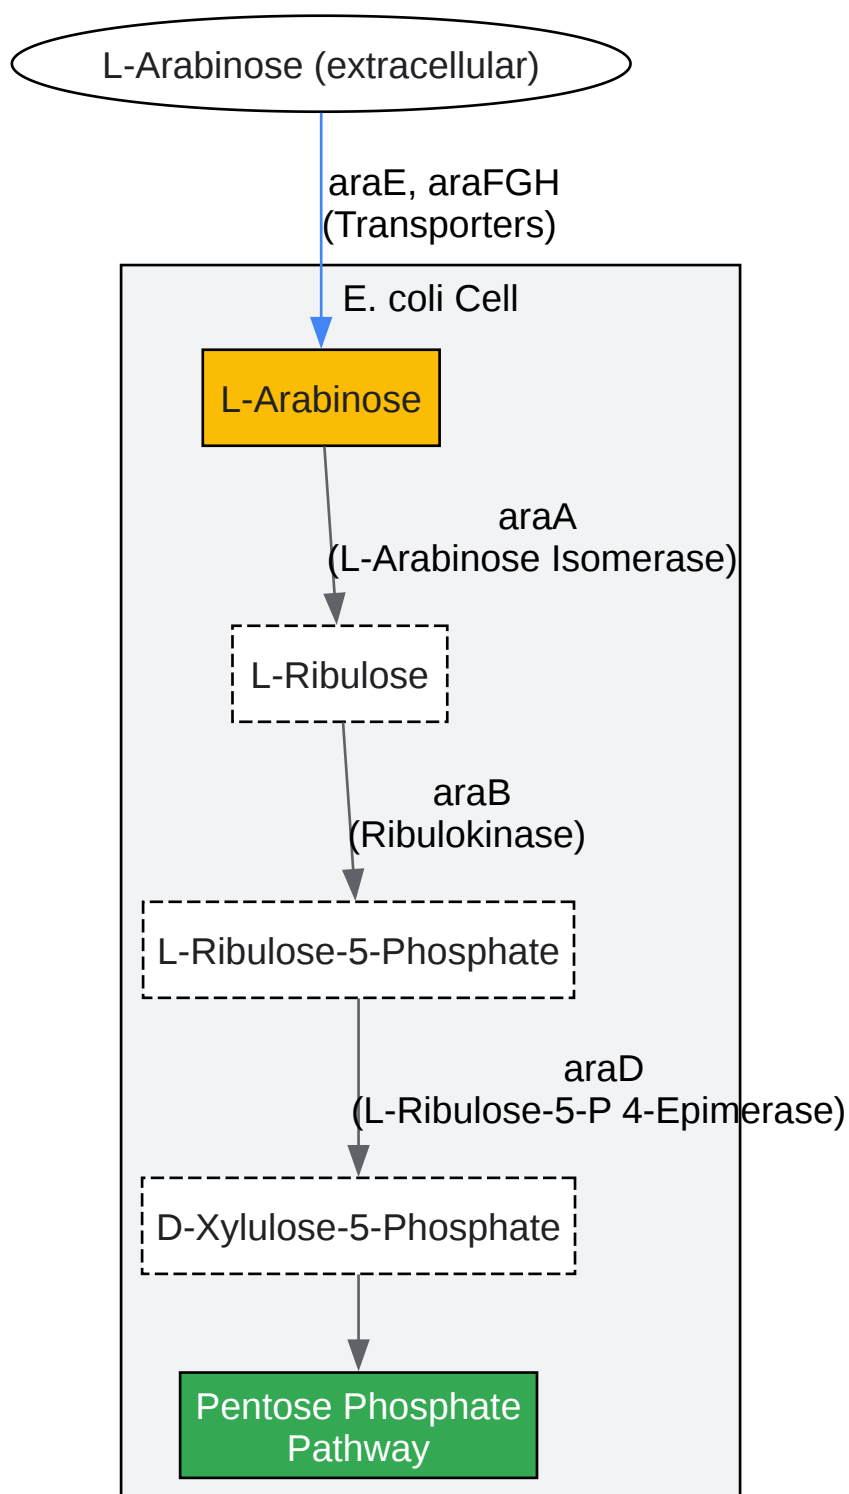 L-Arabinose (extracellular)
araE, araFGH
(Transporters)
E. coli Cell
L-Arabinose
araA
(L-Arabinose Isomerase)
L-Ribulose
araB
(Ribulokinase)
L-Ribulose-5-Phosphate
araD
(L-Ribulose-5-P 4-Epimerase)
D-Xylulose-5-Phosphate
Pentose Phosphate
Pathway